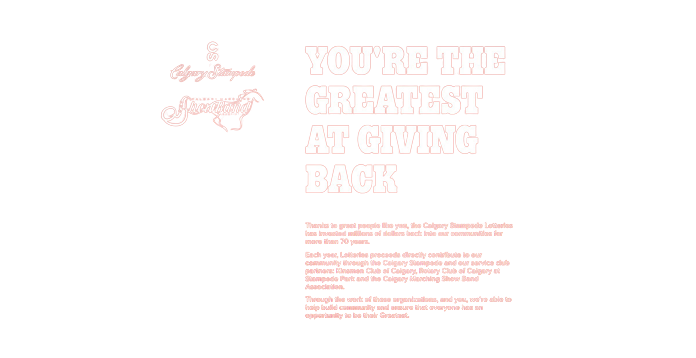 CS
Calgary Stampede
YOU'RE THE
GREATEST
AT GIVING
BACK
Thanks to great people like you, the Calgary Stampede Lotteries
has invested millions of dollars back into our communities for
more than 70 years.
Each year, Lotteries proceeds directly contribute to our
community through the Calgary Stampede and our service club
partners: Kinsmen Club of Calgary, Rotary Club of Calgary at
Stampede Park and the Calgary Marching Show Band
Association.
Through the work of these organizations, and you, we're able to
help build community and ensure that everyone has an
opportunity to be their Greatest.